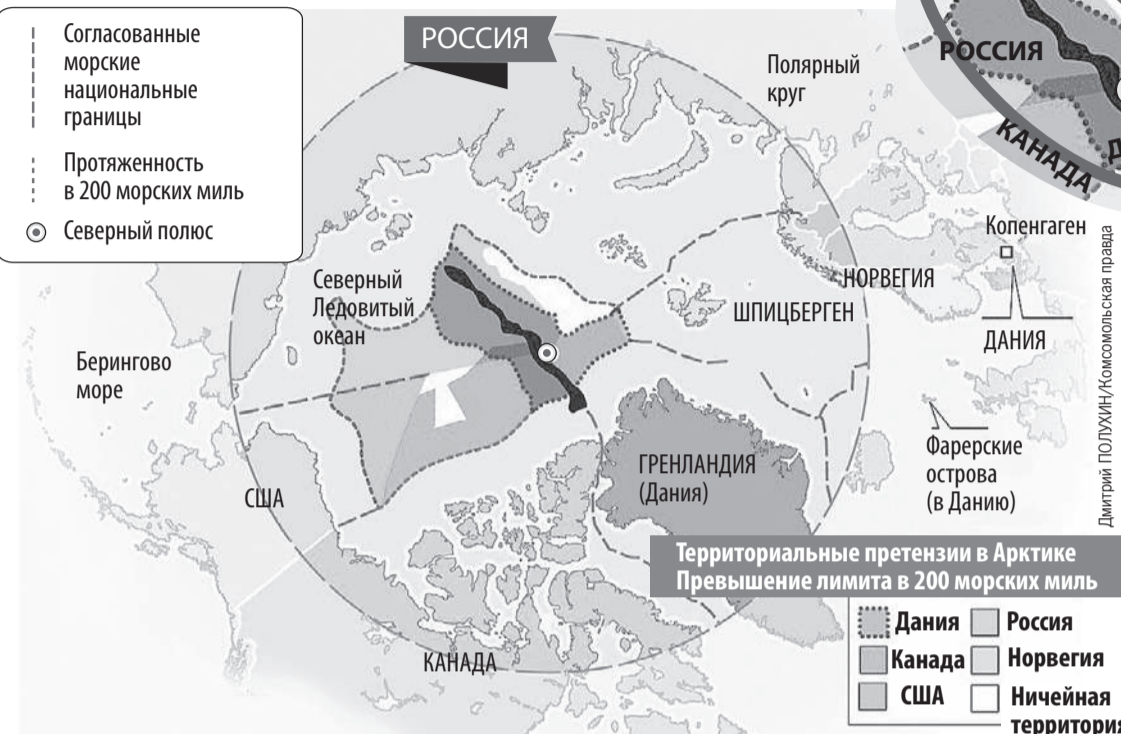 Согласованные
морские
национальные
границы
Протяженность
в 200 морских миль
Северный полюс
РОССИЯ
Полярный
круг
РОССИЯ
КАНАДА
Д
Копенгаген
ДАНИЯ
НОРВЕГИЯ
ШПИЦБЕРГЕН
Северный
Ледовитый
океан
Берингово
море
США
ГРЕНЛАНДИЯ
(Дания)
Фарерские
острова
(в Данию)
КАНАДА
Дмитрий ПОЛУХИН/Комсомольская правда
Территориальные претензии в Арктике
Превышение лимита в 200 морских миль
Дания
Россия
Канада
Норвегия
США
Ничейная
территория